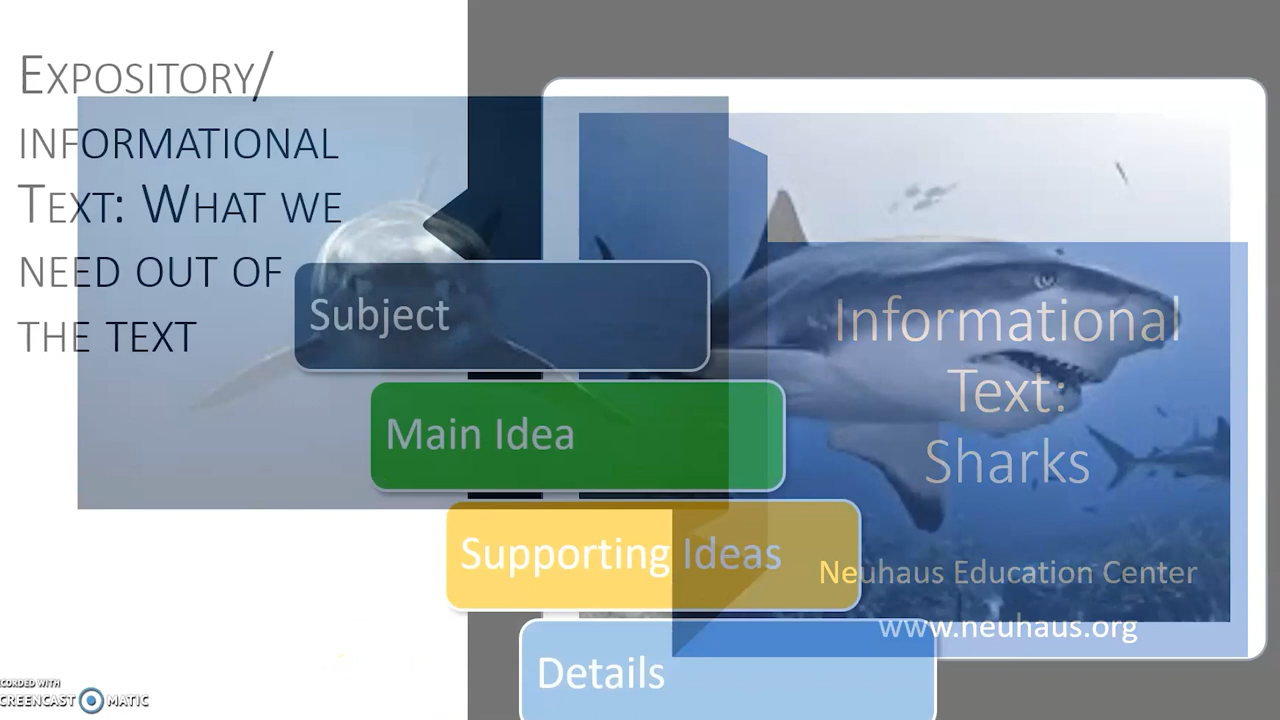 EXPOSITORY/
INFORMATIONAL
TEXT: WHAT WE
NEED OUT OF
THE TEXT
Subject
Main Idea
Supporting Ideas
Details
Informational
Text:
Sharks
Neuhaus Education Center
www.neuhaus.org
CORDED WITH
CREENCAST MATIC